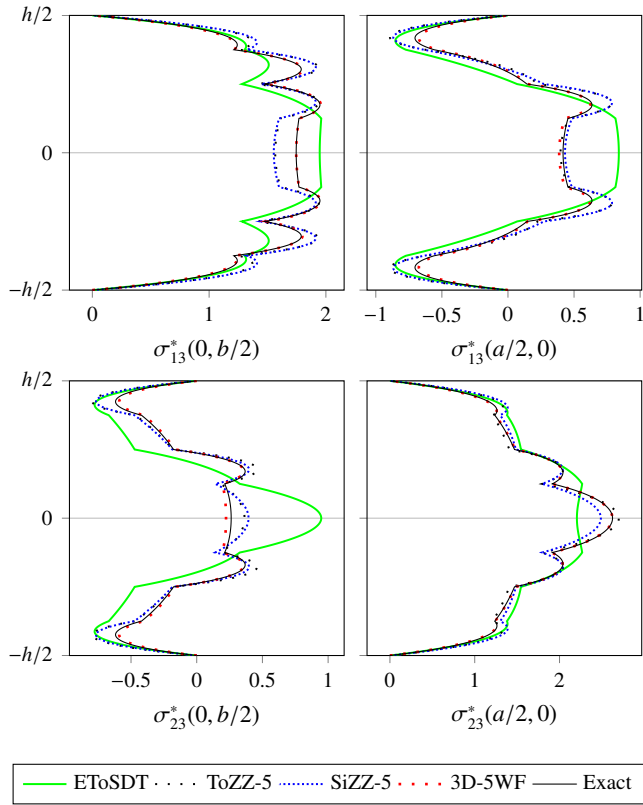 h/2
0
−h/2
0 1 2
−1 −0.5 0 0.5 1
σ*13(0, b/2)
σ*13(a/2, 0)
h/2
0
−h/2
−0.5 0 0.5 1
0 1 2
σ*23(0, b/2)
σ*23(a/2, 0)
EToSDT ToZZ-5 SiZZ-5 3D-5WF Exact